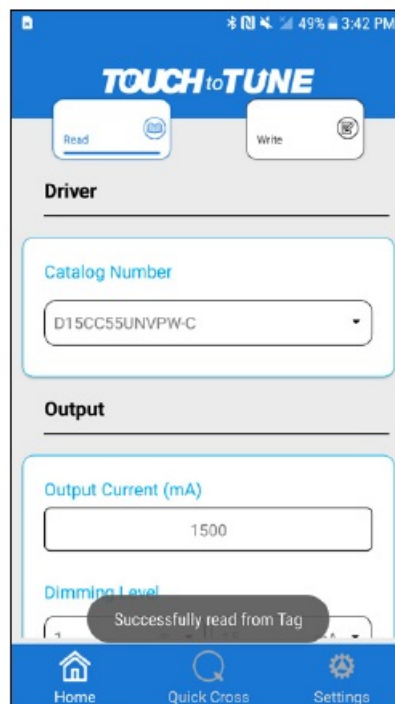 49% 3:42 PM
TOUCH to TUNE
Read
Write
Driver
Catalog Number
D15CC55UNVPW-C
Output
Output Current (mA)
1500
Dimming Level
Successfully read from Tag
Home
Quick Cross
Settings